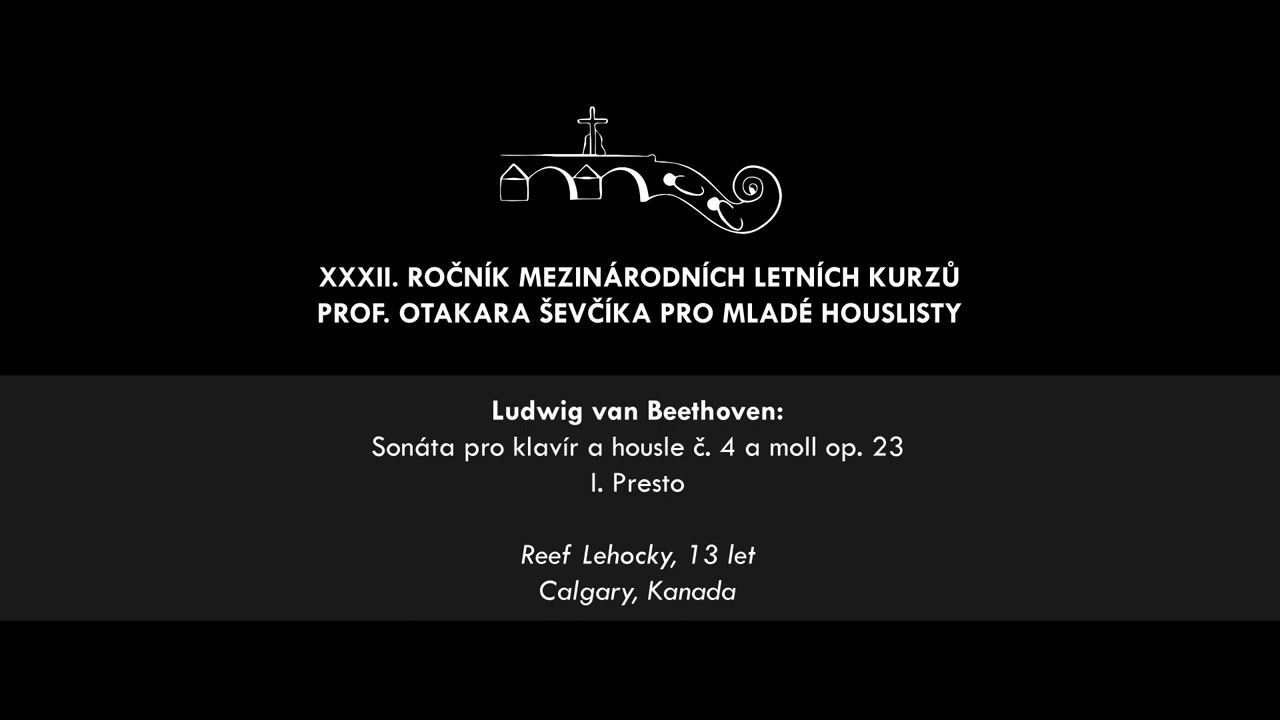 XXXII. ROČNÍK MEZINÁRODNÍCH LETNÍCH KURZŮ
PROF. OTAKARA ŠEVČÍKA PRO MLADÉ HOUSLISTY
Ludwig van Beethoven:
Sonáta pro klavír a housle č. 4 a moll op. 23
I. Presto
Reef Lehocky, 13 let
Calgary, Kanada